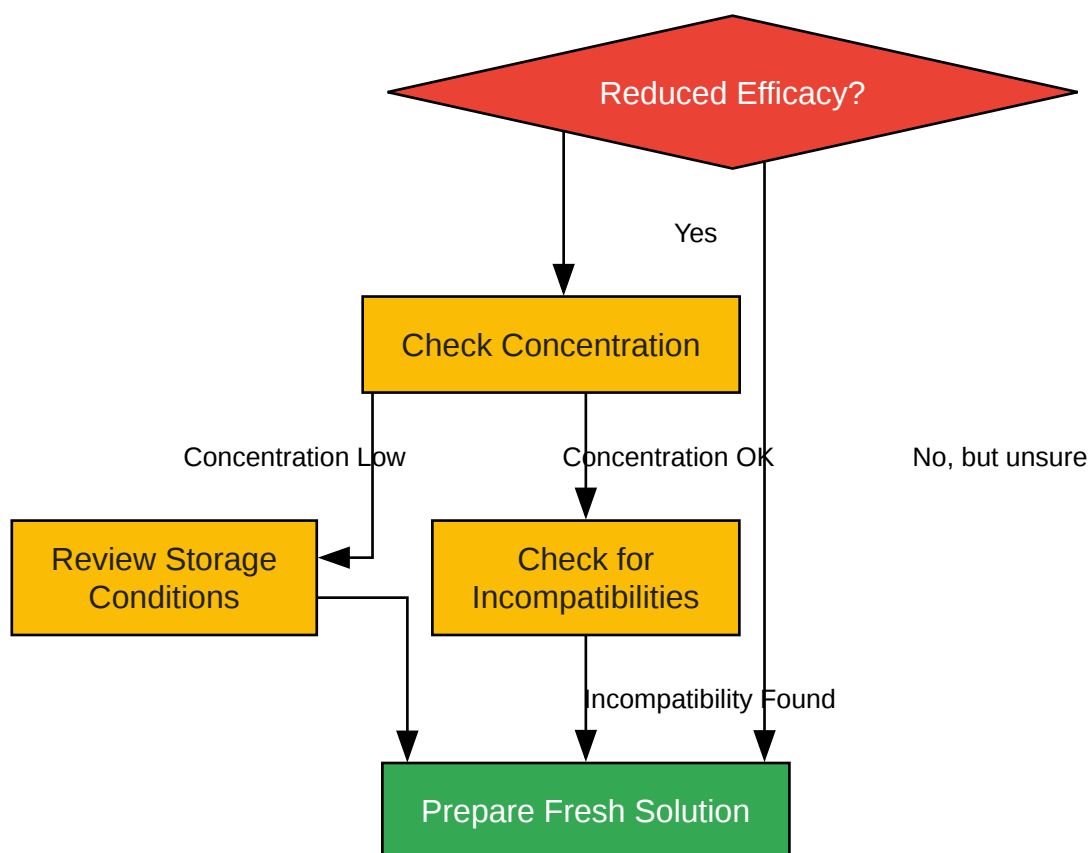 Reduced Efficacy?
Yes
Check Concentration
Concentration Low
Concentration OK
No, but unsure
Review Storage
Conditions
Check for
Incompatibilities
Incompatibility Found
Prepare Fresh Solution